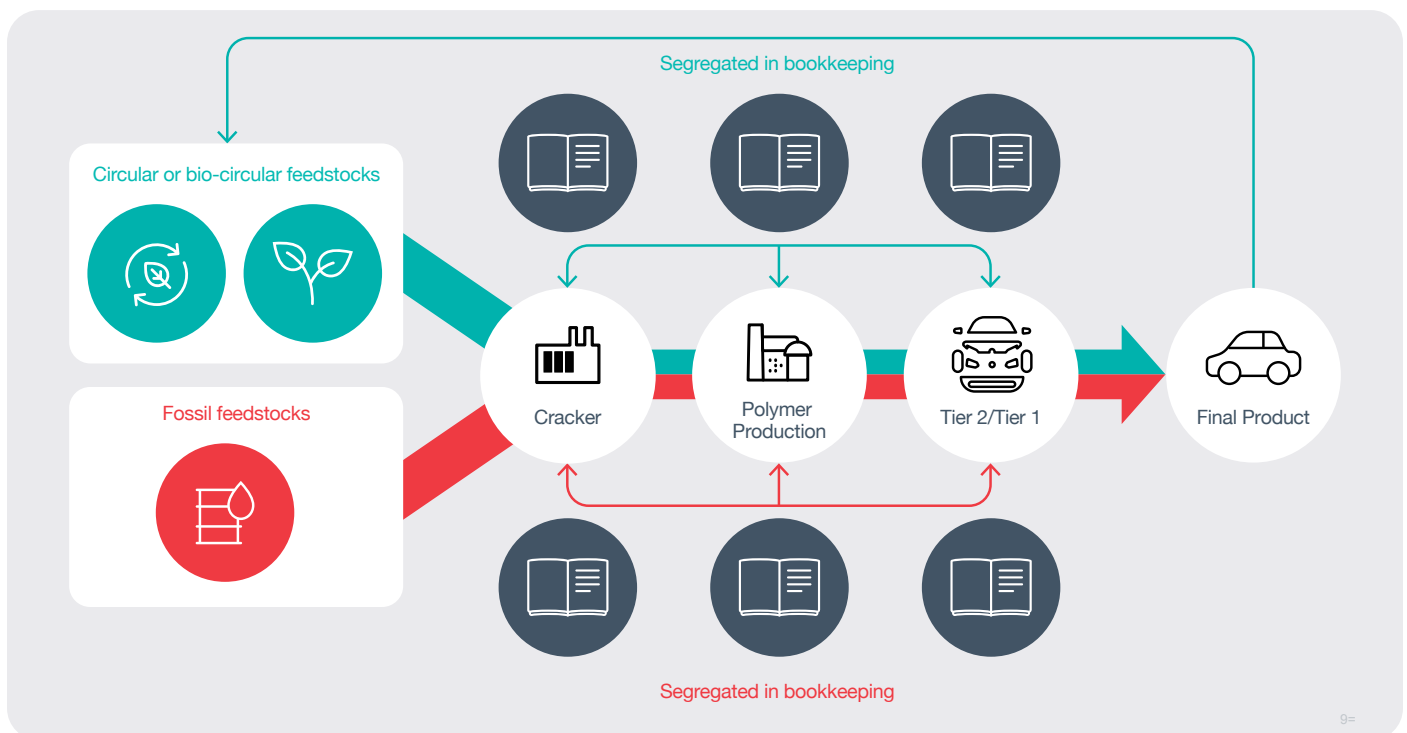 Segregated in bookkeeping
Circular or bio-circular feedstocks
Fossil feedstocks
Cracker
Polymer
Production
Tier 2/Tier 1
Final Product
Segregated in bookkeeping
9=